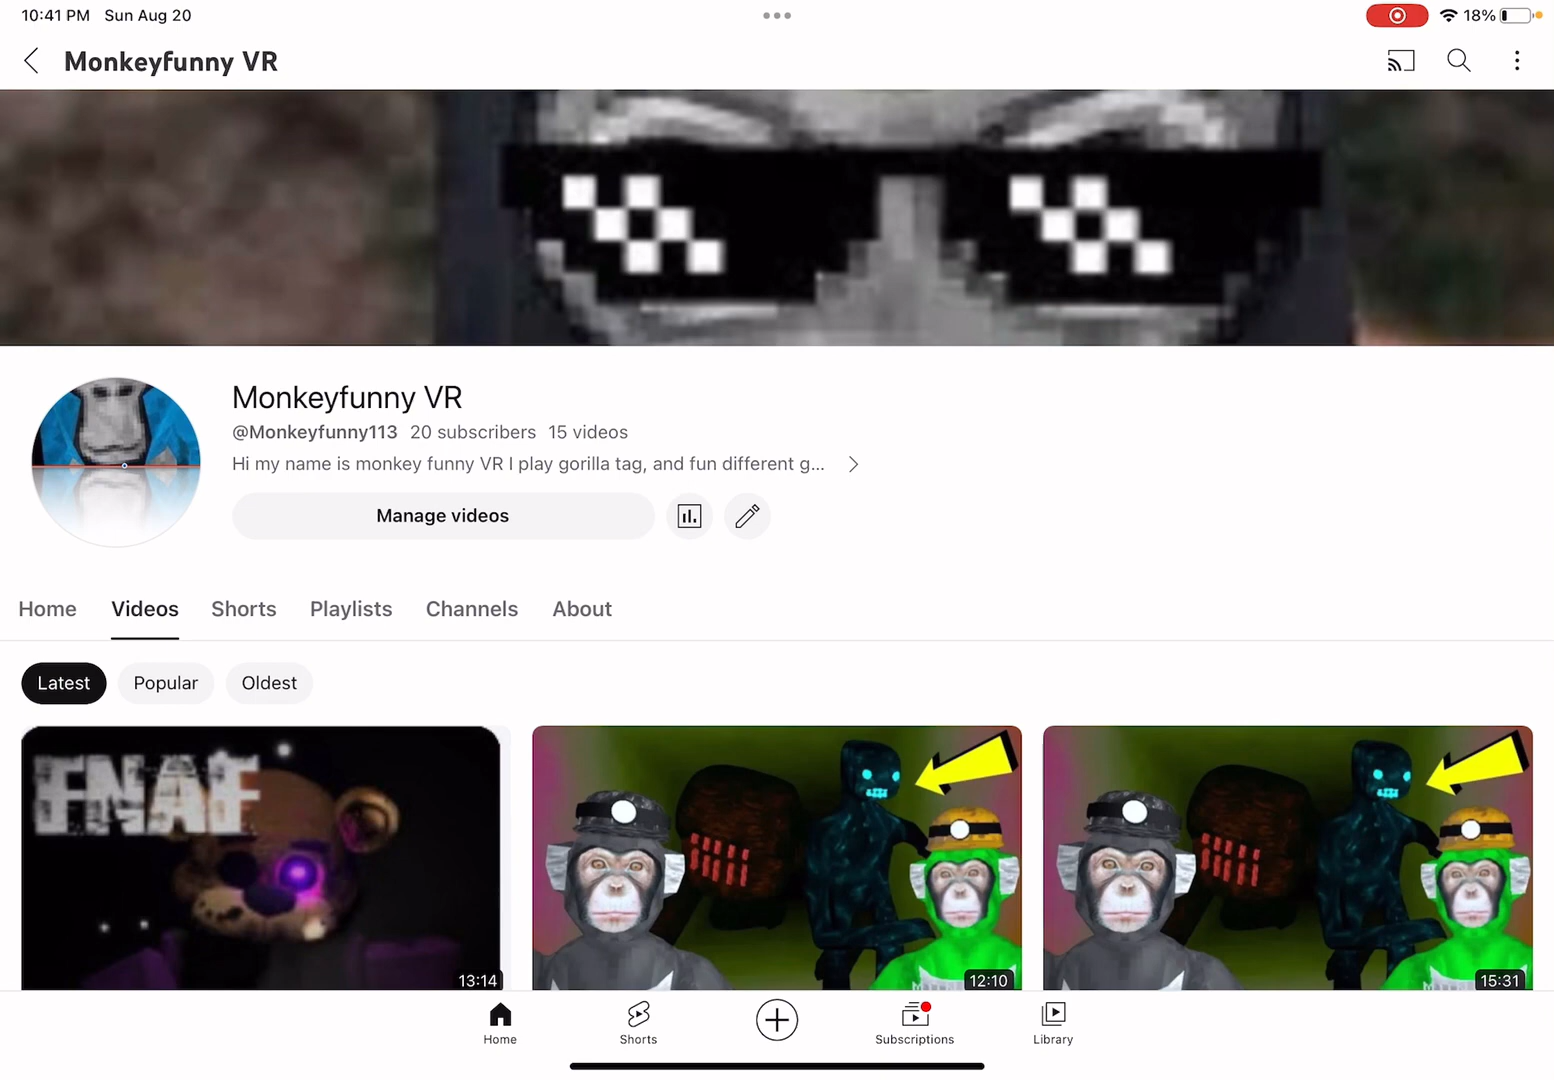 10:41 PM Sun Aug 20
18%
Monkeyfunny VR
Monkeyfunny VR
@Monkeyfunny113 20 subscribers 15 videos
Hi my name is monkey funny VR I play gorilla tag, and fun different g...
Manage videos
Home Videos Shorts Playlists Channels About
Latest Popular Oldest
FNAF
13:14
12:10
15:31
Home Shorts Subscriptions Library